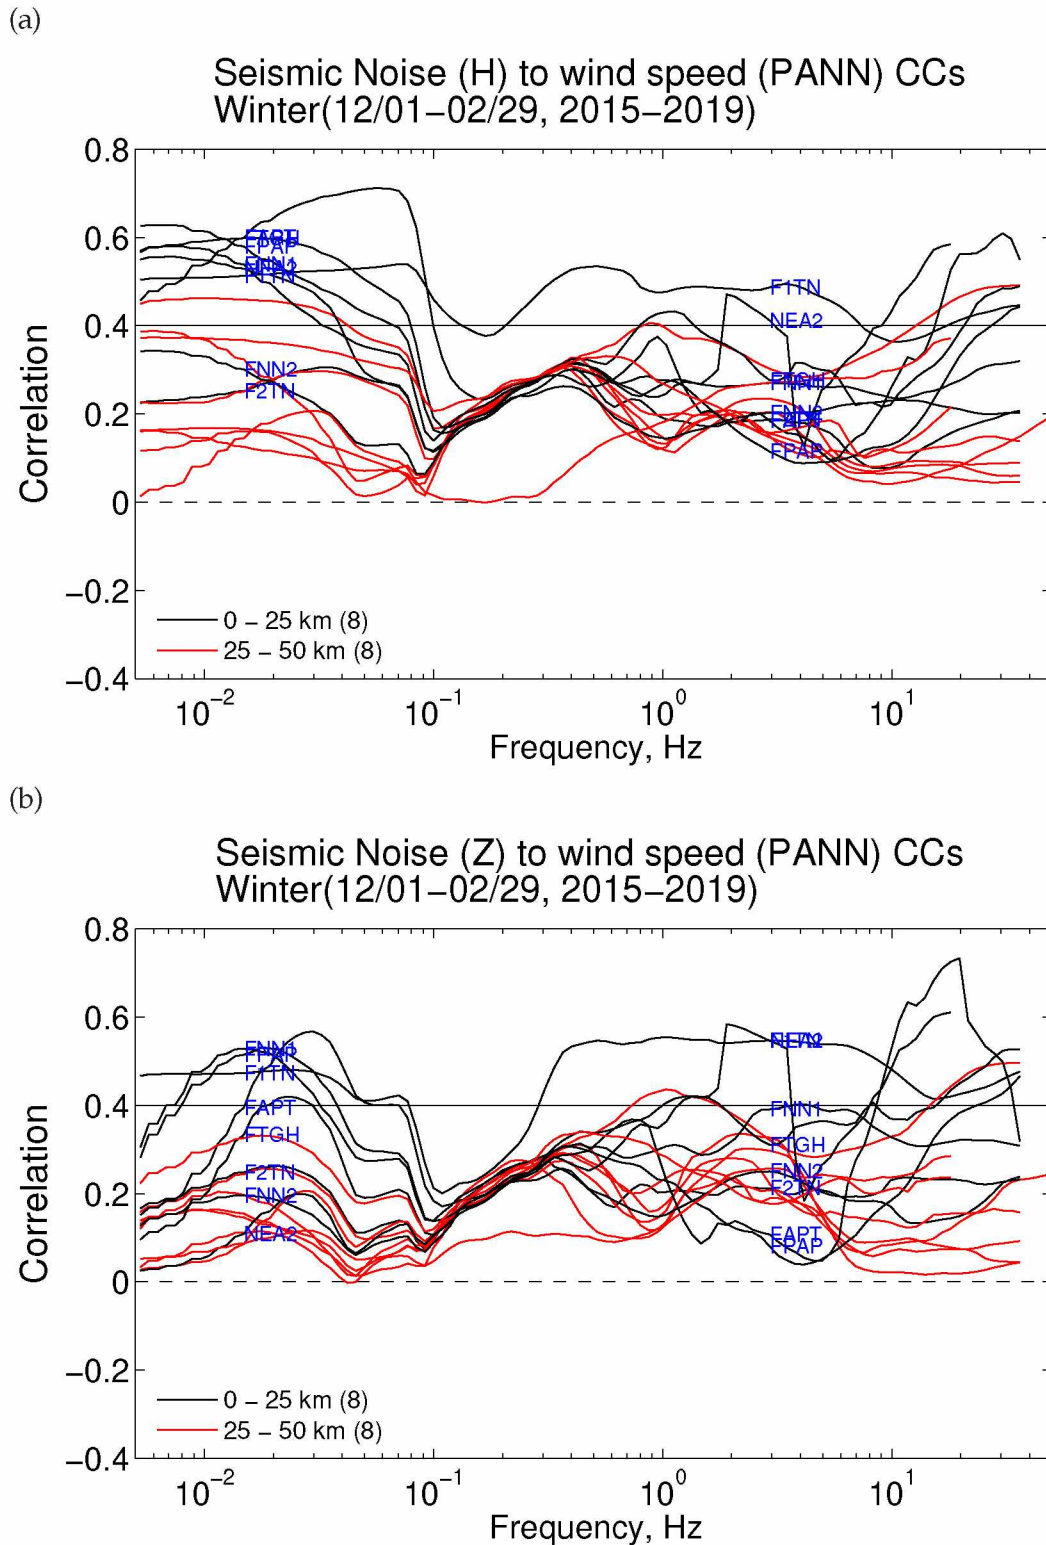 (a)
Seismic Noise (H) to wind speed (PANN) CCs
Winter(12/01−02/29, 2015−2019)
0.8
0.6
0.4
0.2
0
−0.2
−0.4
Correlation
FNN2
F2TN
F1TN
NEA2
FPAP
0 − 25 km (8)
25 − 50 km (8)
10⁻² 10⁻¹ 10⁰ 10¹
Frequency, Hz
(b)
Seismic Noise (Z) to wind speed (PANN) CCs
Winter(12/01−02/29, 2015−2019)
0.8
0.6
0.4
0.2
0
−0.2
−0.4
Correlation
FNN1
F1TN
FAPT
FTGH
F2TN
FNN2
NEA2
FNN1
FTGH
FNN2
F2TN
FAPT
FPAP
0 − 25 km (8)
25 − 50 km (8)
10⁻² 10⁻¹ 10⁰ 10¹
Frequency, Hz